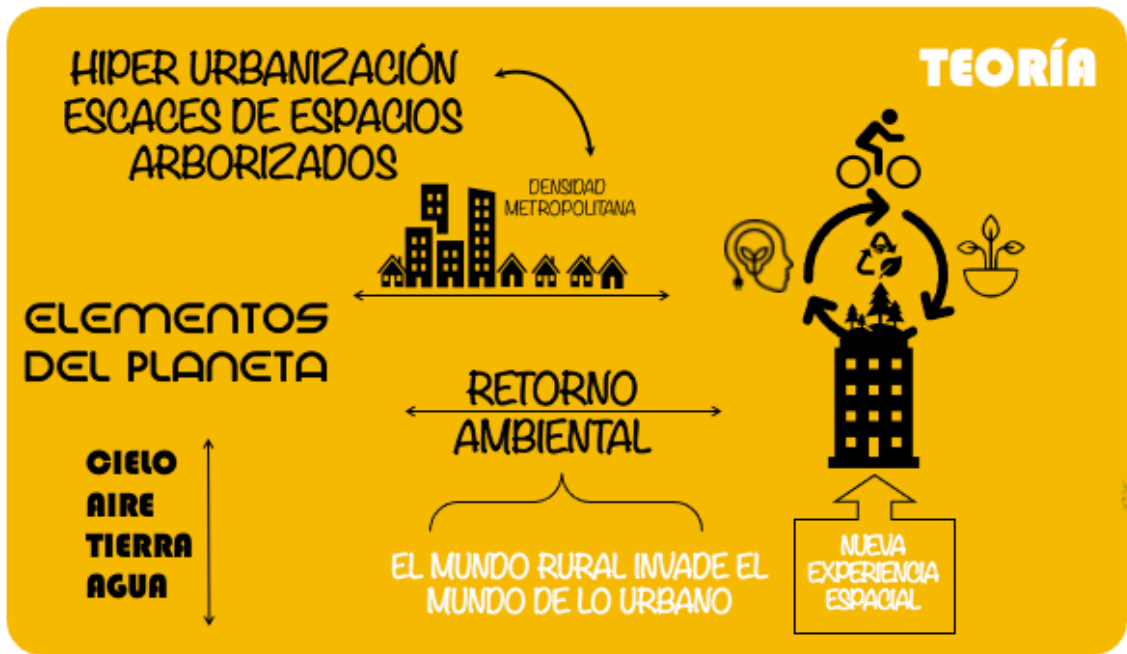 TEORÍA
HIPER URBANIZACIÓN
ESCACES DE ESPACIOS
ARBORIZADOS
DENSIDAD
METROPOLITANA
ELEMENTOS
DEL PLANETA
CIELO
AIRE
TIERRA
AGUA
RETORNO
AMBIENTAL
EL MUNDO RURAL INVADE EL
MUNDO DE LO URBANO
NUEVA
EXPERIENCIA
ESPACIAL